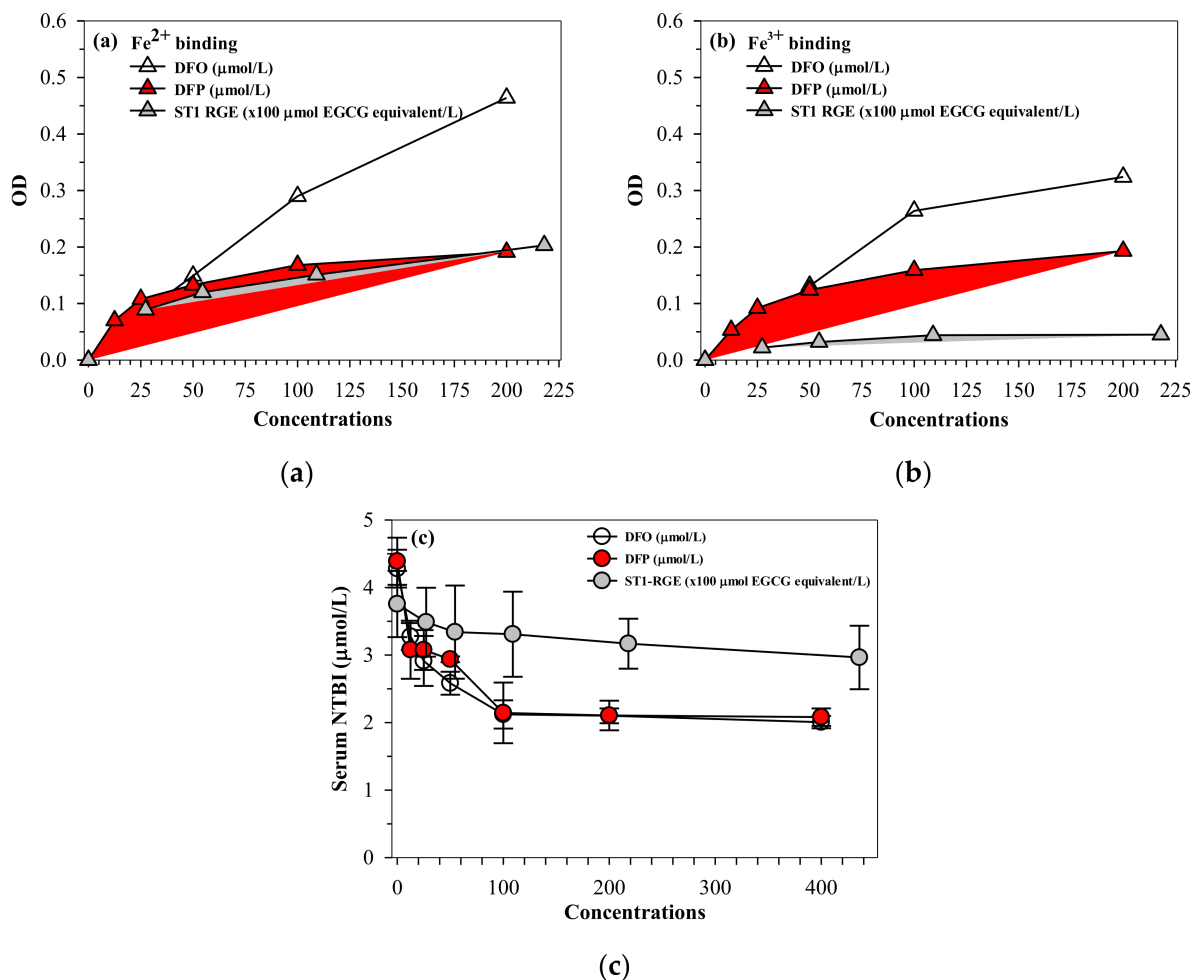 (a) Fe2+ binding
DFO (μmol/L)
DFP (μmol/L)
ST1 RGE (x100 μmol EGCG equivalent/L)
OD
0.6
0.5
0.4
0.3
0.2
0.1
0.0
0 25 50 75 100 125 150 175 200 225
Concentrations
(a)
(b) Fe3+ binding
DFO (μmol/L)
DFP (μmol/L)
ST1 RGE (x100 μmol EGCG equivalent/L)
OD
0.6
0.5
0.4
0.3
0.2
0.1
0.0
0 25 50 75 100 125 150 175 200 225
Concentrations
(b)
(c)
DFO (μmol/L)
DFP (μmol/L)
ST1-RGE (x100 μmol EGCG equivalent/L)
Serum NTBI (μmol/L)
5
4
3
2
1
0
0 100 200 300 400
Concentrations
(c)